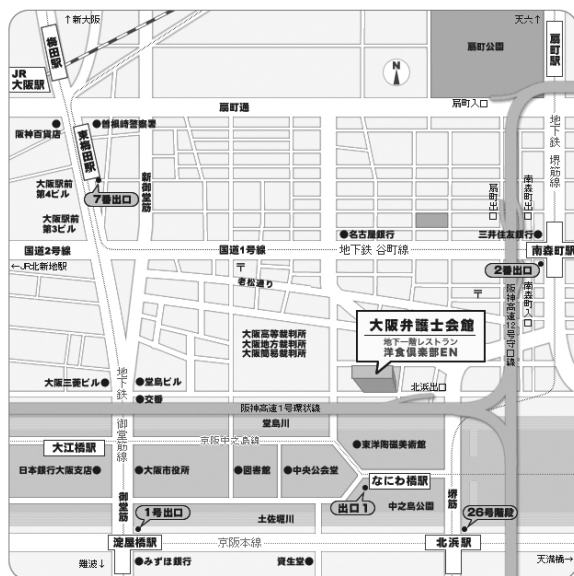 ↑新大阪
天六↑
梅田駅
扇町公園
扇町駅
JR
大阪駅
N
扇町通
扇町入口
阪神百貨店
曽根崎警察署
東梅田駅
新御堂筋
地下鉄 堺筋線
大阪駅前
第4ビル
7番出口
扇町出口
南森町出口
大阪駅前
第3ビル
名古屋銀行
三井住友銀行
国道2号線
国道1号線
地下鉄 谷町線
南森町駅
←JR北新地駅
〒
2番出口
老松通り
〒
南森町入口
阪神高速12号守口線
大阪弁護士会館
地下一階レストラン
洋食倶楽部EN
大阪高等裁判所
大阪地方裁判所
大阪簡易裁判所
地下鉄 御堂筋線
大阪三菱ビル
堂島ビル
北浜出口
交番
阪神高速1号環状線
堂島川
大江橋駅
京阪中之島線
東洋陶磁美術館
日本銀行大阪支店
大阪市役所
図書館
中央公会堂
なにわ橋駅
御堂筋
堺筋
1号出口
出口1
中之島公園
26号階段
土佐堀川
淀屋橋駅
京阪本線
北浜駅
難波↓
みずほ銀行
資生堂
天満橋→